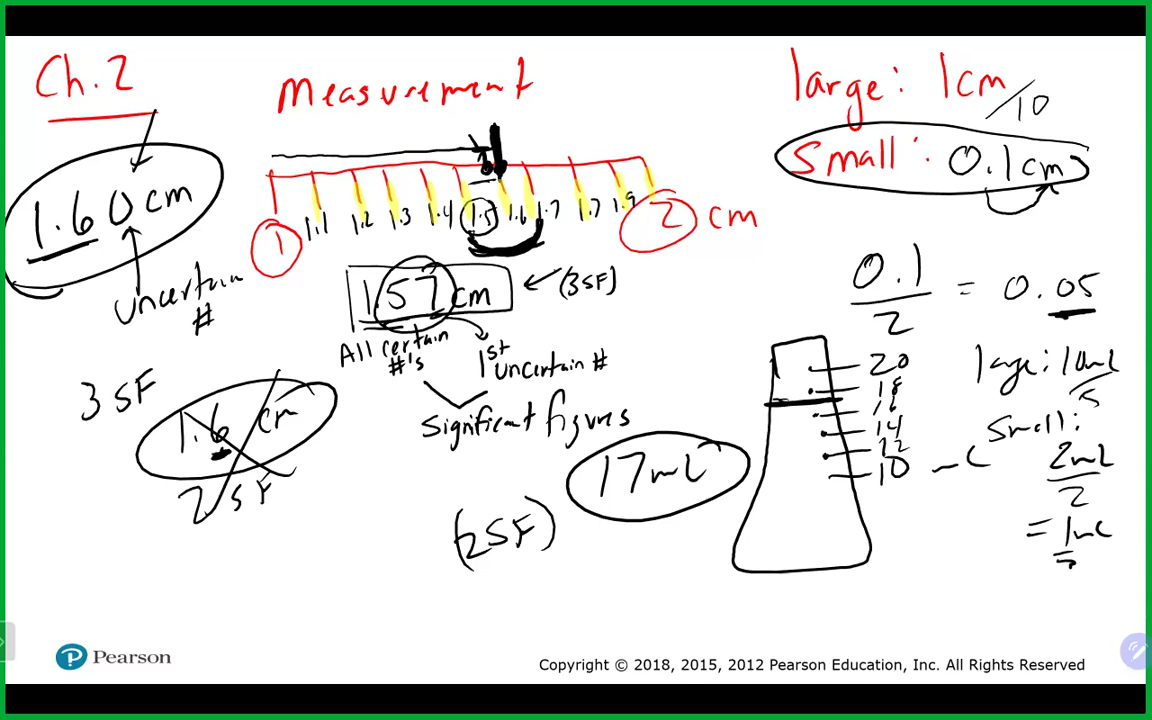 Ch.2
Measurement
large: 1cm
/10
small: 0.1cm
1.60 cm
1 1.1 1.2 1.3 1.4 1.5 1.6 1.7 1.7 1.9 2 cm
uncertain
#
1.57 cm
(3SF)
All certain
#'s
1st
uncertain #
significant figures
0.1
2
= 0.05
3 SF
1.6 cm
2 SF
17mL
(2SF)
20
18
16
14
12
10 mL
large: 10mL
5
small:
2mL
2
= 1mL
Pearson
Copyright © 2018, 2015, 2012 Pearson Education, Inc. All Rights Reserved